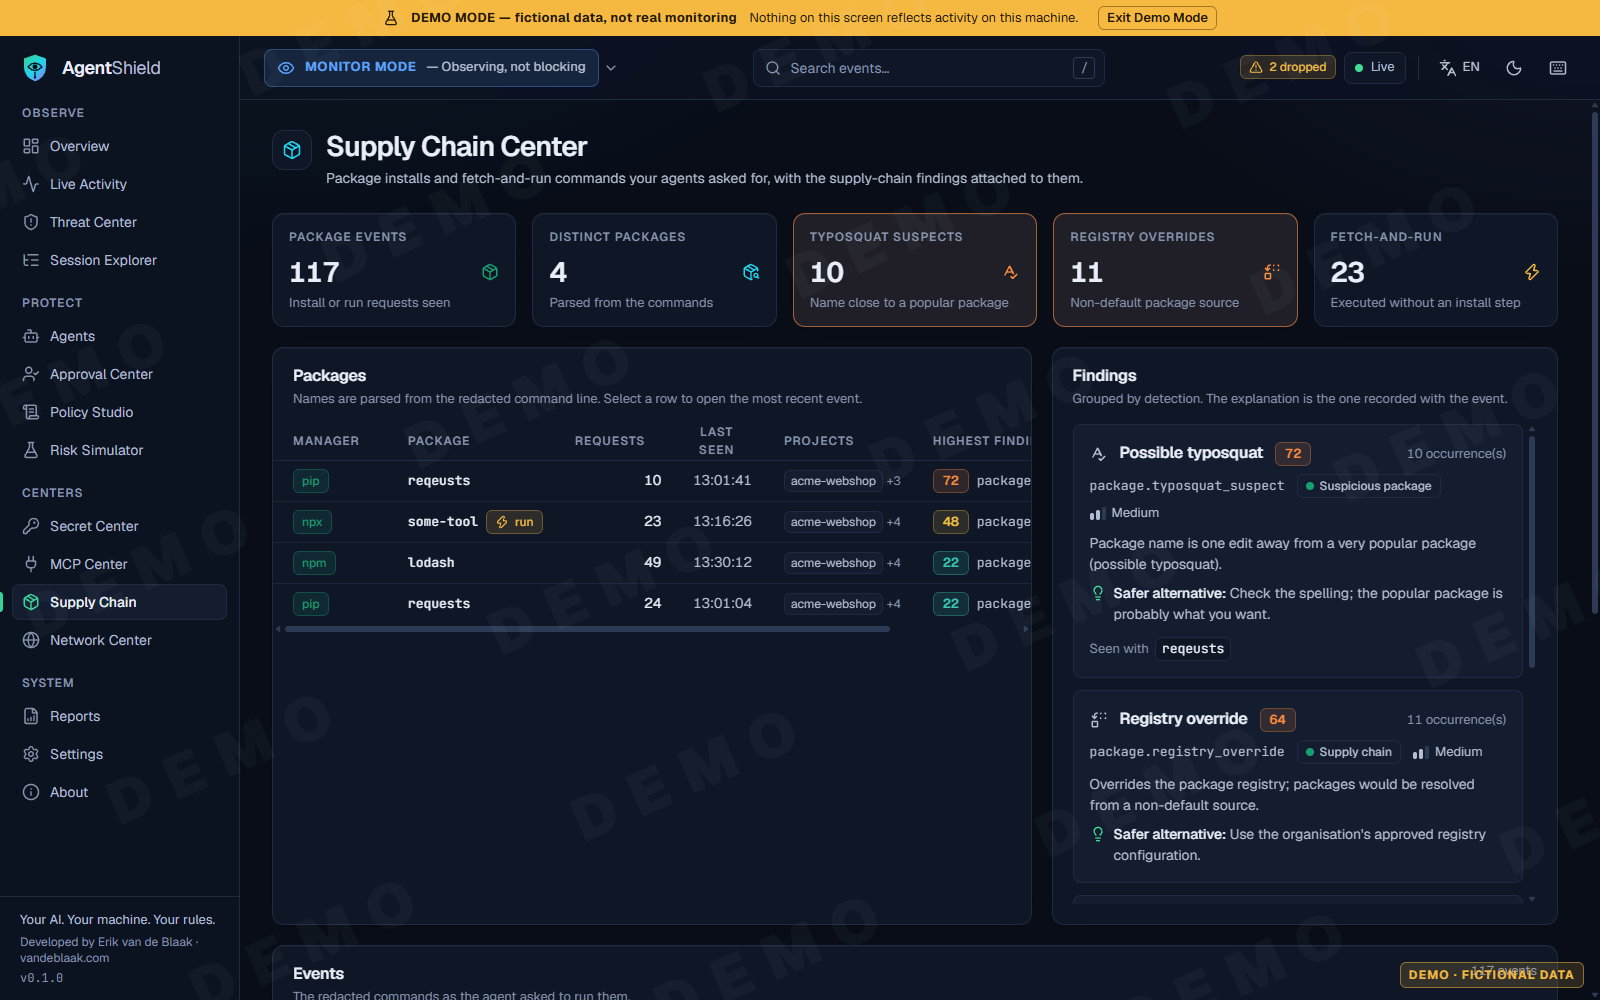 DEMO MODE — fictional data, not real monitoring Nothing on this screen reflects activity on this machine. Exit Demo Mode
AgentShield
MONITOR MODE — Observing, not blocking
Search events... /
2 dropped
Live
EN
OBSERVE
Overview
Live Activity
Threat Center
Session Explorer
PROTECT
Agents
Approval Center
Policy Studio
Risk Simulator
CENTERS
Secret Center
MCP Center
Supply Chain
Network Center
SYSTEM
Reports
Settings
About
Your AI. Your machine. Your rules.
Developed by Erik van de Blaak ·
vandeblaak.com
v0.1.0
Supply Chain Center
Package installs and fetch-and-run commands your agents asked for, with the supply-chain findings attached to them.
PACKAGE EVENTS
117
Install or run requests seen
DISTINCT PACKAGES
4
Parsed from the commands
TYPOSQUAT SUSPECTS
10
Name close to a popular package
REGISTRY OVERRIDES
11
Non-default package source
FETCH-AND-RUN
23
Executed without an install step
Packages
Names are parsed from the redacted command line. Select a row to open the most recent event.
MANAGER PACKAGE REQUESTS LAST SEEN PROJECTS HIGHEST FINDI
pip reqeusts 10 13:01:41 acme-webshop +3 72 package
npx some-tool run 23 13:16:26 acme-webshop +4 48 package
npm lodash 49 13:30:12 acme-webshop +4 22 package
pip requests 24 13:01:04 acme-webshop +4 22 package
Findings
Grouped by detection. The explanation is the one recorded with the event.
Possible typosquat 72 10 occurrence(s)
package.typosquat_suspect Suspicious package
Medium
Package name is one edit away from a very popular package
(possible typosquat).
Safer alternative: Check the spelling; the popular package is
probably what you want.
Seen with reqeusts
Registry override 64 11 occurrence(s)
package.registry_override Supply chain Medium
Overrides the package registry; packages would be resolved
from a non-default source.
Safer alternative: Use the organisation's approved registry
configuration.
Events
117 events
The redacted commands as the agent asked to run them.
DEMO · FICTIONAL DATA
DEMO